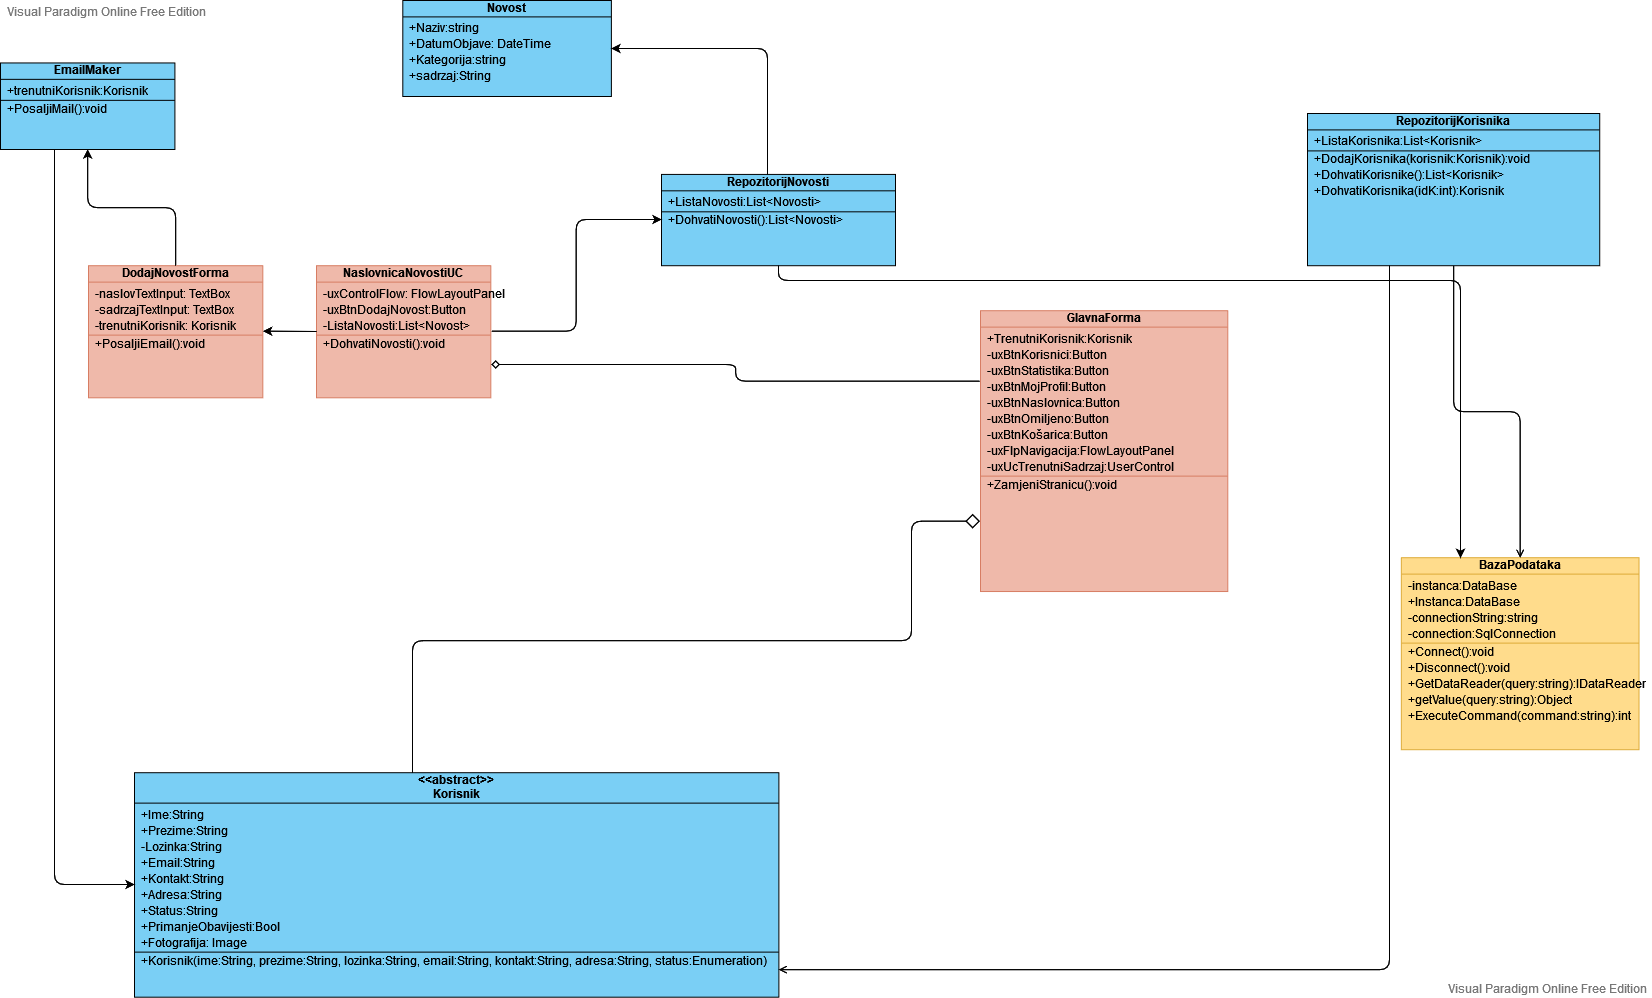 Visual Paradigm Online Free Edition
Novost
+Naziv:string
+DatumObjave: DateTime
+Kategorija:string
+sadrzaj:String
EmailMaker
+trenutniKorisnik:Korisnik
+PosaljiMail():void
RepozitorijKorisnika
+ListaKorisnika:List<Korisnik>
+DodajKorisnika(korisnik:Korisnik):void
+DohvatiKorisnike():List<Korisnik>
+DohvatiKorisnika(idK:int):Korisnik
RepozitorijNovosti
+ListaNovosti:List<Novosti>
+DohvatiNovosti():List<Novosti>
DodajNovostForma
-naslovTextInput: TextBox
-sadrzajTextInput: TextBox
-trenutniKorisnik: Korisnik
+PosaljiEmail():void
NaslovnicaNovostiUC
-uxControlFlow: FlowLayoutPanel
-uxBtnDodajNovost:Button
-ListaNovosti:List<Novost>
+DohvatiNovosti():void
GlavnaForma
+TrenutniKorisnik:Korisnik
-uxBtnKorisnici:Button
-uxBtnStatistika:Button
-uxBtnMojProfil:Button
-uxBtnNaslovnica:Button
-uxBtnOmiljeno:Button
-uxBtnKošarica:Button
-uxFlpNavigacija:FlowLayoutPanel
-uxUcTrenutniSadrzaj:UserControl
+ZamjeniStranicu():void
BazaPodataka
-instanca:DataBase
+Instanca:DataBase
-connectionString:string
-connection:SqlConnection
+Connect():void
+Disconnect():void
+GetDataReader(query:string):IDataReader
+getValue(query:string):Object
+ExecuteCommand(command:string):int
<<abstract>>
Korisnik
+Ime:String
+Prezime:String
-Lozinka:String
+Email:String
+Kontakt:String
+Adresa:String
+Status:String
+PrimanjeObavijesti:Bool
+Fotografija: Image
+Korisnik(ime:String, prezime:String, lozinka:String, email:String, kontakt:String, adresa:String, status:Enumeration)
Visual Paradigm Online Free Edition